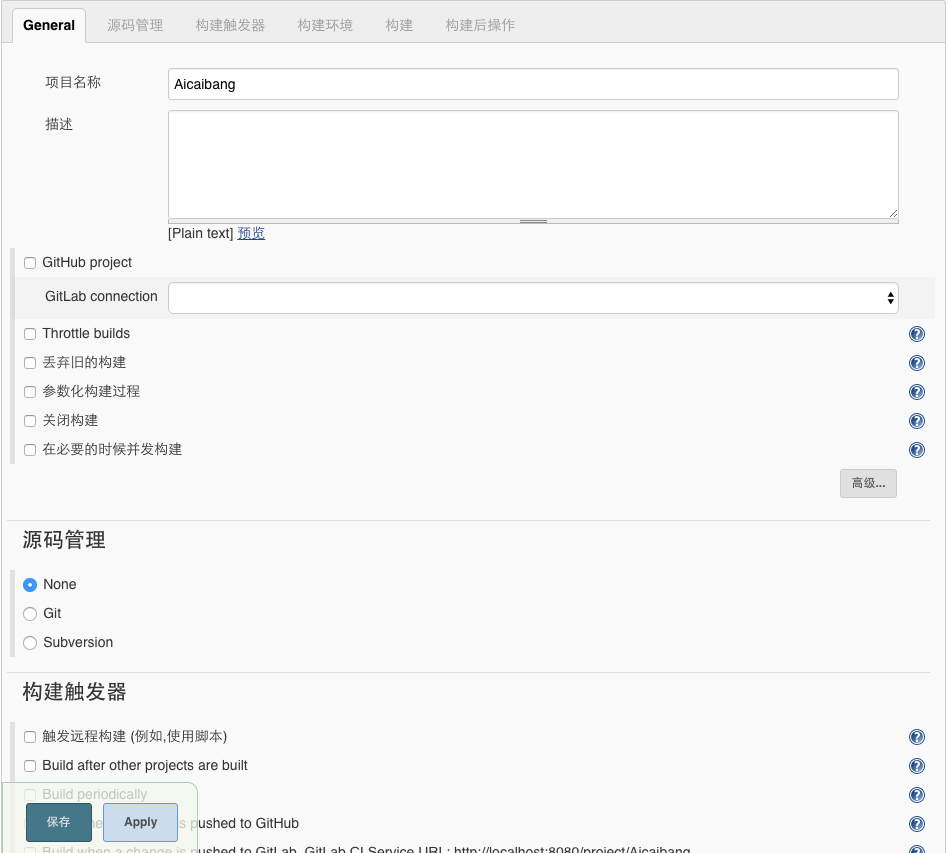 General 源码管理 构建触发器 构建环境 构建 构建后操作
项目名称 Aicaibang
描述
[Plain text] 预览
GitHub project
GitLab connection
Throttle builds
丢弃旧的构建
参数化构建过程
关闭构建
在必要的时候并发构建
高级...
源码管理
None
Git
Subversion
构建触发器
触发远程构建 (例如,使用脚本)
Build after other projects are built
Build periodically
pushed to GitHub
保存 Apply
Build when a change is pushed to GitLab. GitLab CI Service URL: http://localhost:8080/project/Aicaibang